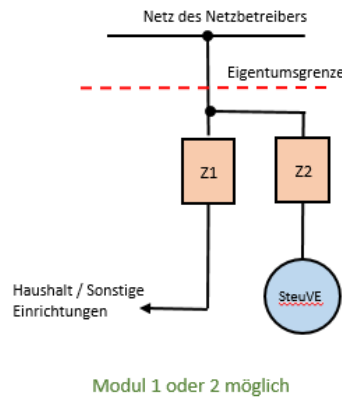 Netz des Netzbetreibers
Eigentumsgrenze
Z1
Z2
SteuVE
Haushalt / Sonstige
Einrichtungen
Modul 1 oder 2 möglich